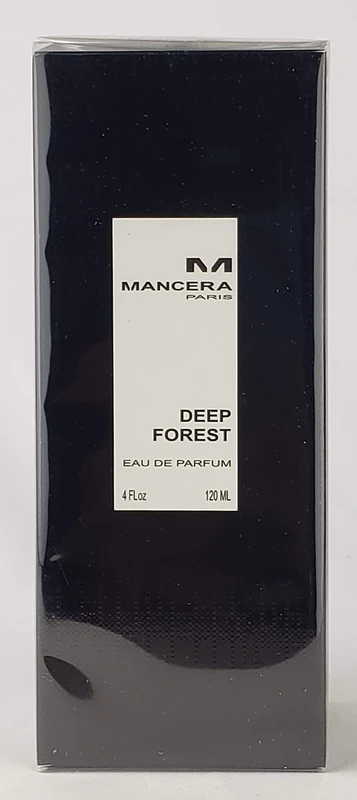 M
MANCERA
PARIS
DEEP
FOREST
EAU DE PARFUM
4 FLoz 120 ML